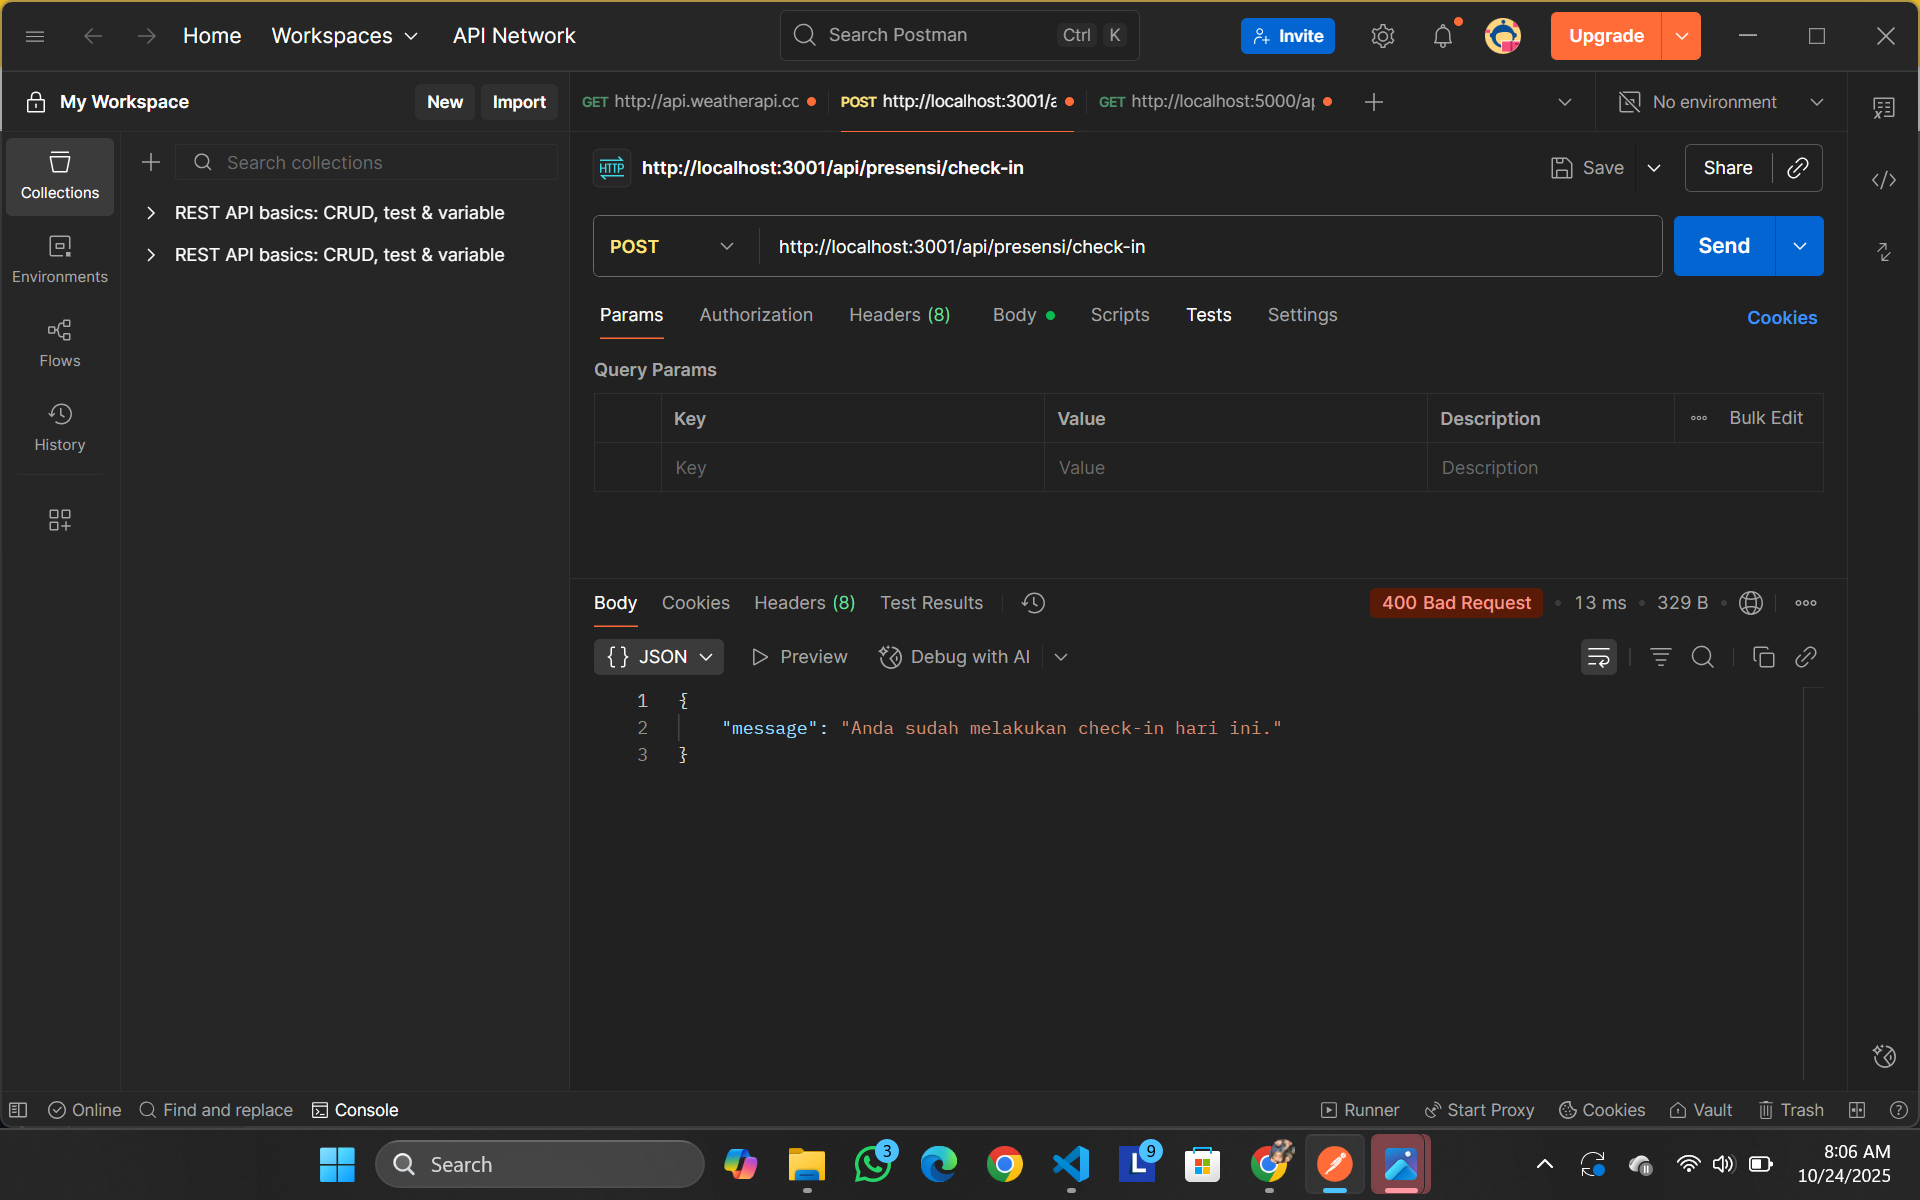 Home
Workspaces
API Network
Search Postman
Ctrl
K
Invite
Upgrade
My Workspace
New
Import
GET http://api.weatherapi.cc
POST http://localhost:3001/a
GET http://localhost:5000/a
No environment
Collections
Search collections
REST API basics: CRUD, test & variable
REST API basics: CRUD, test & variable
Environments
Flows
History
HTTP
http://localhost:3001/api/presensi/check-in
Save
Share
POST
http://localhost:3001/api/presensi/check-in
Send
Params
Authorization
Headers (8)
Body
Scripts
Tests
Settings
Cookies
Query Params
Key
Value
Description
Bulk Edit
Key
Value
Description
Body
Cookies
Headers (8)
Test Results
400 Bad Request
13 ms
329 B
{} JSON
Preview
Debug with AI
1 {
2 "message": "Anda sudah melakukan check-in hari ini."
3 }
Online
Find and replace
Console
Runner
Start Proxy
Cookies
Vault
Trash
Search
3
L
9
8:06 AM
10/24/2025